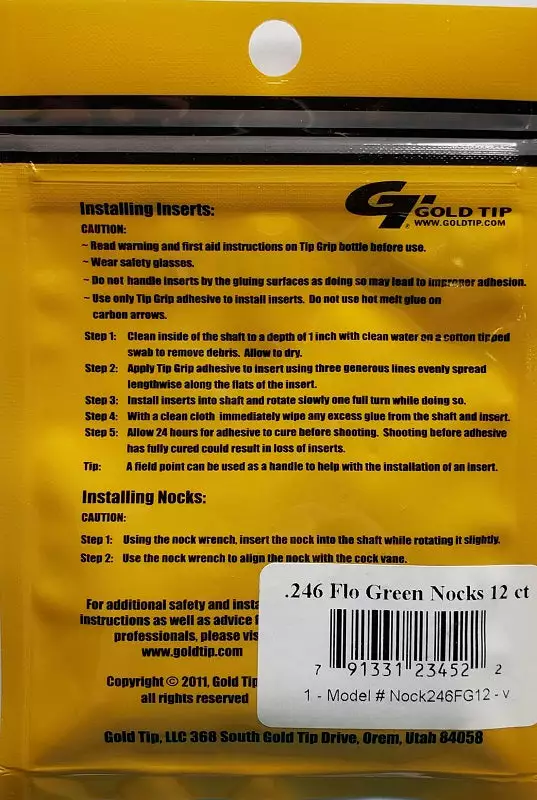 Installing Inserts:
GT GOLD TIP
WWW.GOLDTIP.COM
CAUTION:
~ Read warning and first aid instructions on Tip Grip bottle before use.
~ Wear safety glasses.
~ Do not handle inserts by the gluing surfaces as doing so may lead to improper adhesion.
~ Use only Tip Grip adhesive to install inserts. Do not use hot melt glue on
carbon arrows.
Step 1: Clean inside of the shaft to a depth of 1 inch with clean water on a cotton tipped
swab to remove debris. Allow to dry.
Step 2: Apply Tip Grip adhesive to insert using three generous lines evenly spread
lengthwise along the flats of the insert.
Step 3: Install inserts into shaft and rotate slowly one full turn while doing so.
Step 4: With a clean cloth immediately wipe any excess glue from the shaft and insert.
Step 5: Allow 24 hours for adhesive to cure before shooting. Shooting before adhesive
has fully cured could result in loss of inserts.
Tip: A field point can be used as a handle to help with the installation of an insert.
Installing Nocks:
CAUTION:
Step 1: Using the nock wrench, insert the nock into the shaft while rotating it slightly.
Step 2: Use the nock wrench to align the nock with the cock vane.
For additional safety and
instructions as well as advice
professionals, please
www.goldtip.com
Copyright © 2011, Gold
all rights reserved
Gold Tip, LLC 368 South Gold Tip Drive, Orem, Utah 84058
.246 Flo Green Nocks 12 ct
7 91331 23452 2
1 - Model # Nock246FG12 - v